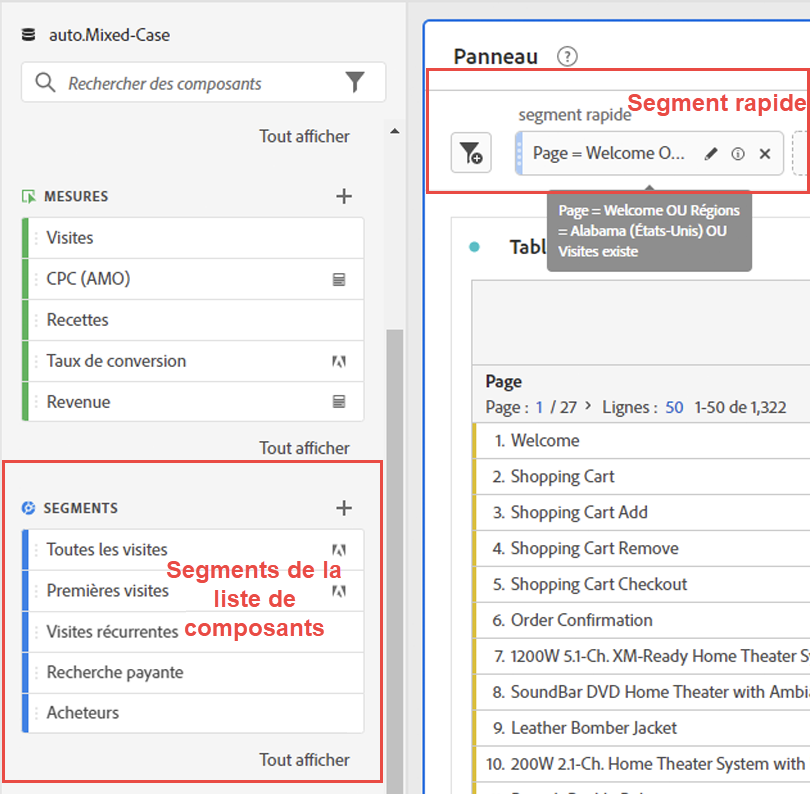 auto.Mixed-Case
Rechercher des composants
Tout afficher
MESURES
Visites
CPC (AMO)
Recettes
Taux de conversion
Revenue
Tout afficher
SEGMENTS
Toutes les visites
Premières visites
Visites récurrentes
Recherche payante
Acheteurs
Tout afficher
Segments de la
liste de
composants
Panneau ?
segment rapide
Segment rapide
Page = Welcome O...
Page = Welcome OU Régions
= Alabama (États-Unis) OU
Visites existe
Tabl
Page
Page : 1 / 27 > Lignes : 50 1-50 de 1,322
1. Welcome
2. Shopping Cart
3. Shopping Cart Add
4. Shopping Cart Remove
5. Shopping Cart Checkout
6. Order Confirmation
7. 1200W 5.1-Ch. XM-Ready Home Theater S
8. SoundBar DVD Home Theater with Ambi
9. Leather Bomber Jacket
10. 200W 2.1-Ch. Home Theater System with